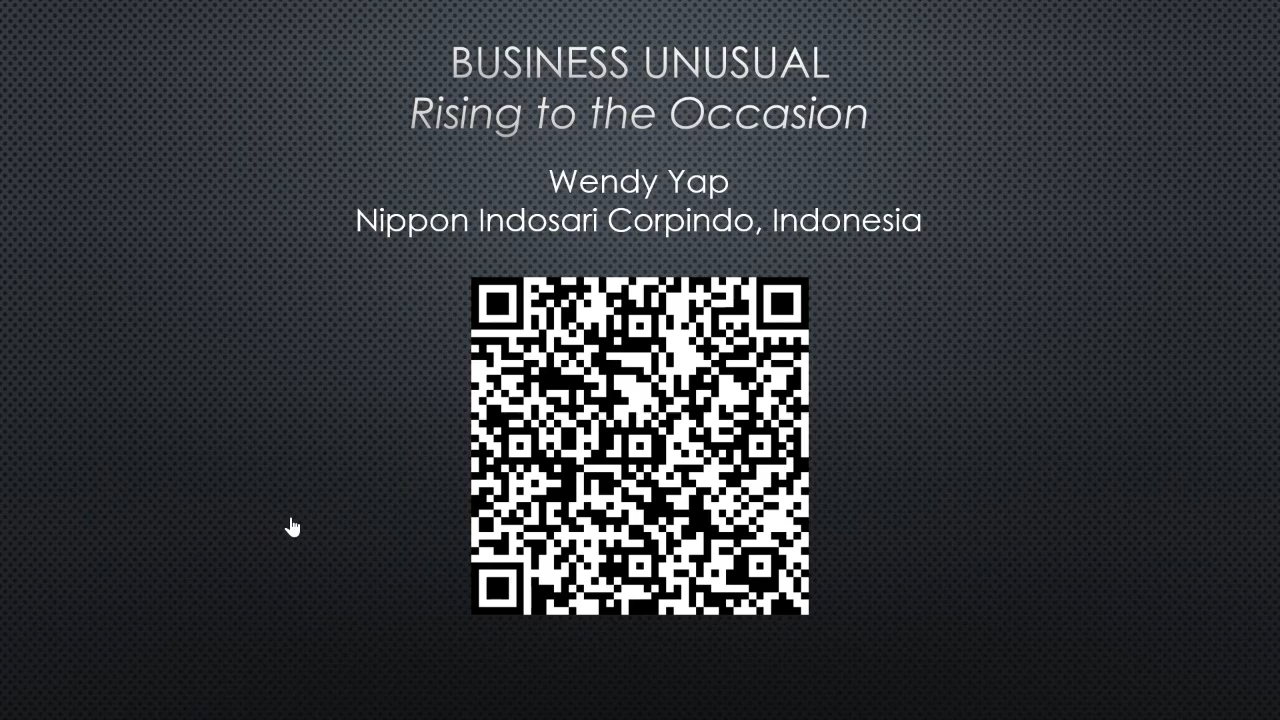 BUSINESS UNUSUAL
Rising to the Occasion
Wendy Yap
Nippon Indosari Corpindo, Indonesia